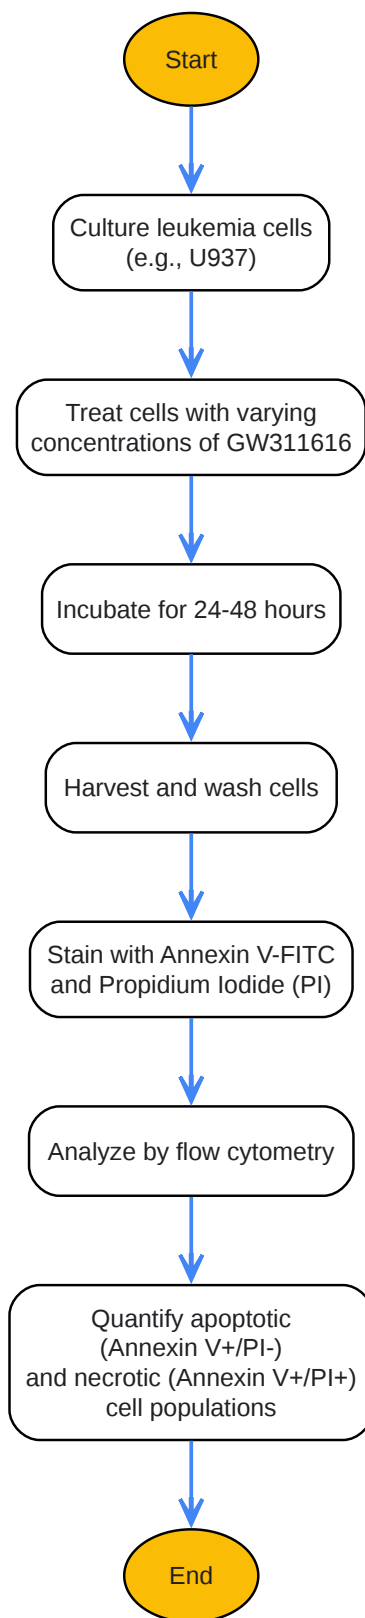 Start
Culture leukemia cells
(e.g., U937)
Treat cells with varying
concentrations of GW311616
Incubate for 24-48 hours
Harvest and wash cells
Stain with Annexin V-FITC
and Propidium Iodide (PI)
Analyze by flow cytometry
Quantify apoptotic
(Annexin V+/PI-)
and necrotic (Annexin V+/PI+)
cell populations
End